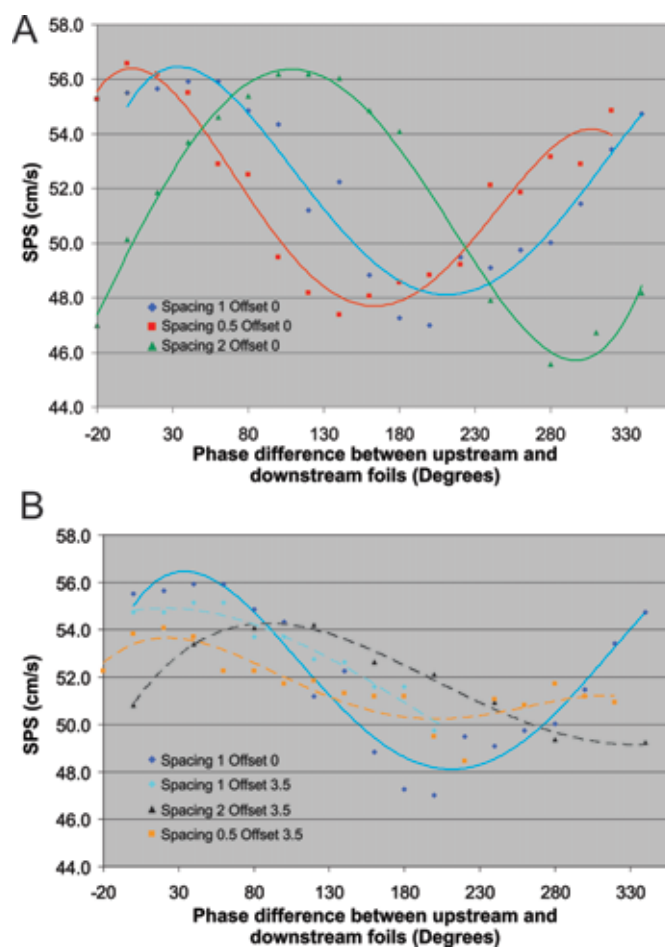 A
58.0
56.0
54.0
52.0
50.0
48.0
46.0
44.0
SPS (cm/s)
Spacing 1 Offset 0
Spacing 0.5 Offset 0
Spacing 2 Offset 0
-20 30 80 130 180 230 280 330
Phase difference between upstream and
downstream foils (Degrees)
B
58.0
56.0
54.0
52.0
50.0
48.0
46.0
44.0
SPS (cm/s)
Spacing 1 Offset 0
Spacing 1 Offset 3.5
Spacing 2 Offset 3.5
Spacing 0.5 Offset 3.5
-20 30 80 130 180 230 280 330
Phase difference between upstream and
downstream foils (Degrees)